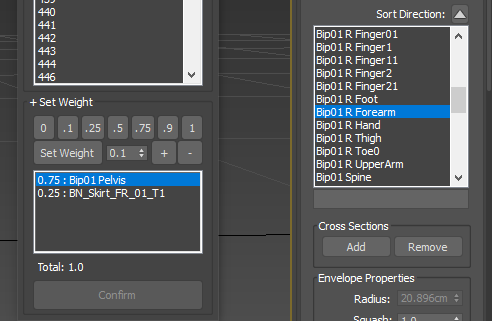 439
440
441
442
443
444
445
446
+ Set Weight
0 .1 .25 .5 .75 .9 1
Set Weight 0.1 + -
0.75 : Bip01 Pelvis
0.25 : BN_Skirt_FR_01_T1
Total: 1.0
Confirm
Sort Direction:
Bip01 R Finger01
Bip01 R Finger1
Bip01 R Finger11
Bip01 R Finger2
Bip01 R Finger21
Bip01 R Foot
Bip01 R Forearm
Bip01 R Hand
Bip01 R Thigh
Bip01 R Toe0
Bip01 R UpperArm
Bip01 Spine
Cross Sections
Add Remove
Envelope Properties
Radius: 20.896cm
Squash: 1.0